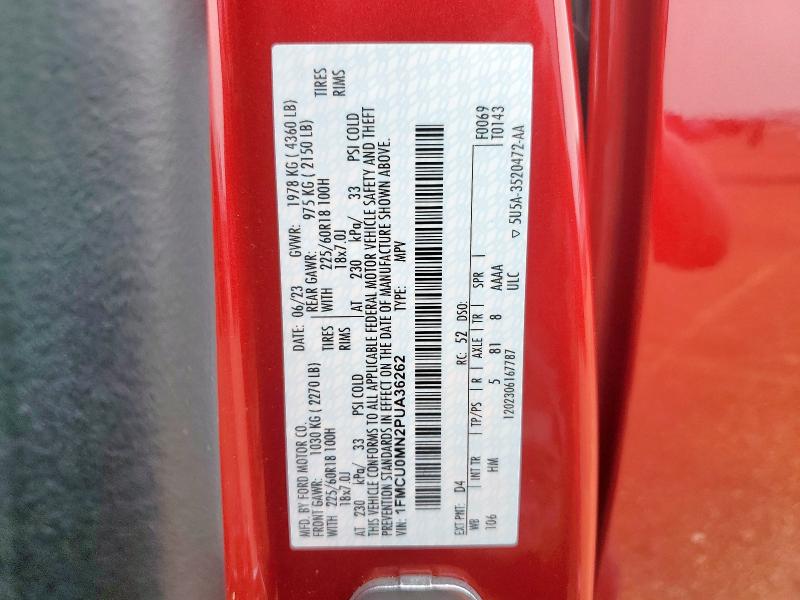 MFD. BY FORD MOTOR CO.
DATE: 06/23 GVWR: 1978 KG ( 4360 LB)
FRONT GAWR: 1030 KG ( 2270 LB) REAR GAWR: 975 KG ( 2150 LB)
WITH 225/60R18 100H TIRES WITH 225/60R18 100H TIRES
18x7.0J RIMS 18x7.0J RIMS
AT 230 kPa/ 33 PSI COLD AT 230 kPa/ 33 PSI COLD
THIS VEHICLE CONFORMS TO ALL APPLICABLE FEDERAL MOTOR VEHICLE SAFETY AND THEFT
PREVENTION STANDARDS IN EFFECT ON THE DATE OF MANUFACTURE SHOWN ABOVE.
VIN: 1FMCU0MN2PUA36262 TYPE: MPV
F0069
T0143
EXT PNT: D4 RC: 52 DSO:
WB INT TR TP/PS R AXLE TR SPR
106 HM 5 81 8 AAAA
ULC
1202306167787 ▽ 5U5A-3520472-AA